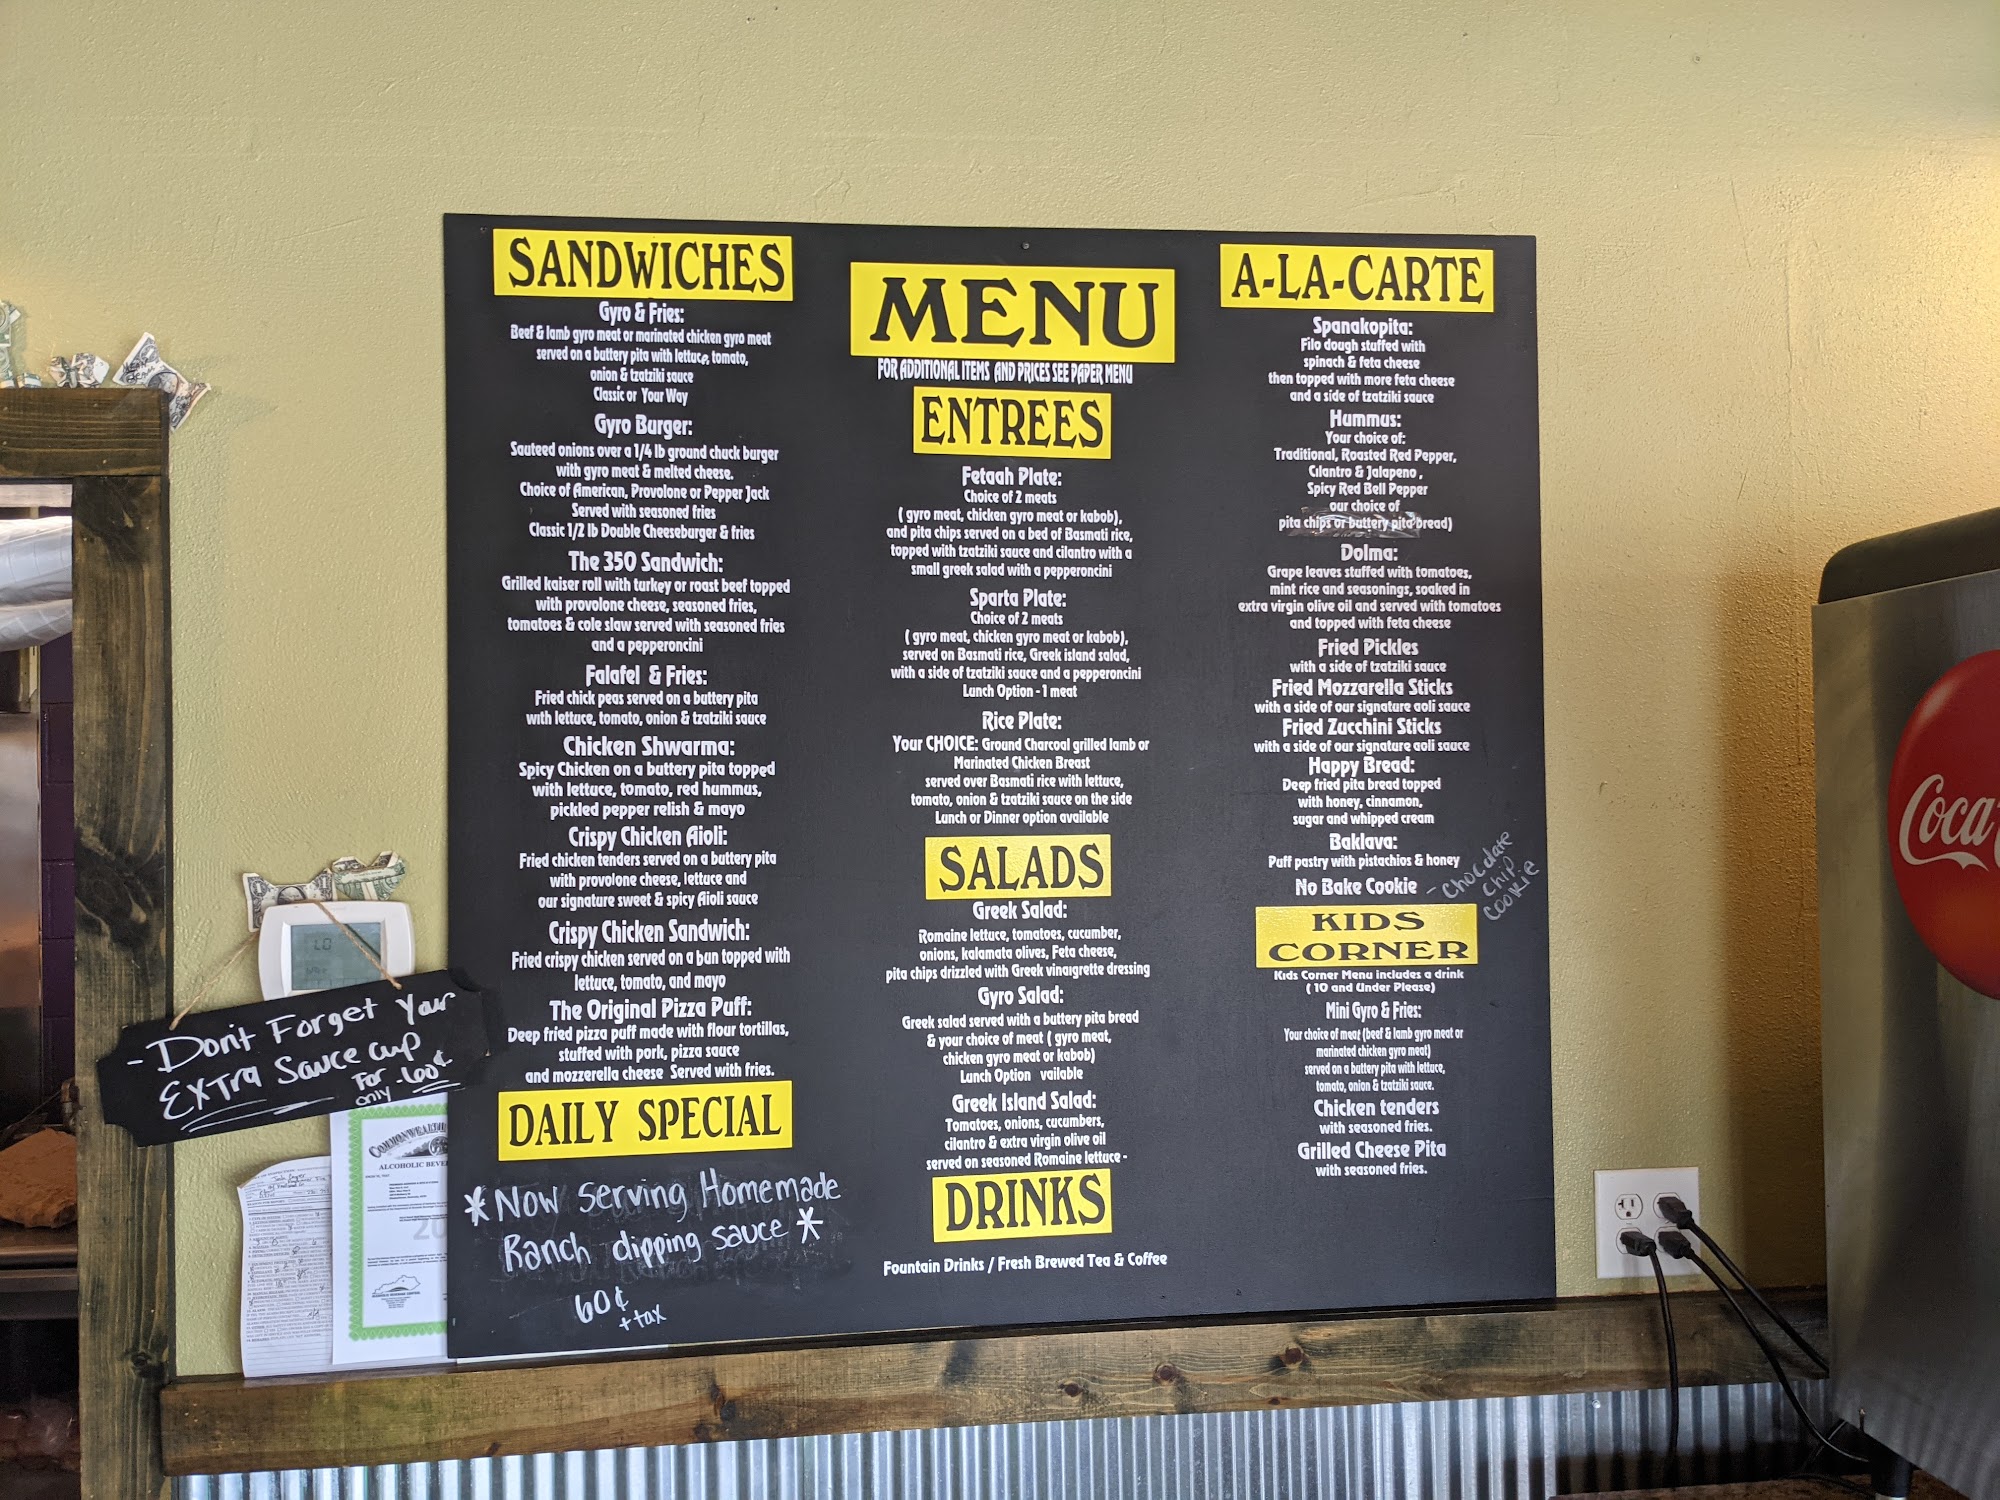 SANDWICHES
Gyro & Fries:
Beef & lamb gyro meat or marinated chicken gyro meat
served on a buttery pita with lettuce, tomato,
onion & tzatziki sauce
Classic or Your Way
Gyro Burger:
Sauteed onions over a 1/4 lb ground chuck burger
with gyro meat & melted cheese.
Choice of American, Provolone or Pepper Jack
Served with seasoned fries
Classic 1/2 lb Double Cheeseburger & fries
The 350 Sandwich:
Grilled kaiser roll with turkey or roast beef topped
with provolone cheese, seasoned fries,
tomatoes & cole slaw served with seasoned fries
and a pepperoncini
Falafel & Fries:
Fried chick peas served on a buttery pita
with lettuce, tomato, onion & tzatziki sauce
Chicken Shwarma:
Spicy Chicken on a buttery pita topped
with lettuce, tomato, red hummus,
pickled pepper relish & mayo
Crispy Chicken Aioli:
Fried chicken tenders served on a buttery pita
with provolone cheese, lettuce and
our signature sweet & spicy Aioli sauce
Crispy Chicken Sandwich:
Fried crispy chicken served on a bun topped with
lettuce, tomato, and mayo
The Original Pizza Puff:
Deep fried pizza puff made with flour tortillas,
stuffed with pork, pizza sauce
and mozzerella cheese Served with fries.
DAILY SPECIAL
*Now Serving Homemade
Ranch dipping sauce*
60¢
+tax
MENU
FOR ADDITIONAL ITEMS AND PRICES SEE PAPER MENU
ENTREES
Fetaah Plate:
Choice of 2 meats
( gyro meat, chicken gyro meat or kabob),
and pita chips served on a bed of Basmati rice,
topped with tzatziki sauce and cilantro with a
small greek salad with a pepperoncini
Sparta Plate:
Choice of 2 meats
( gyro meat, chicken gyro meat or kabob),
served on Basmati rice, Greek island salad,
with a side of tzatziki sauce and a pepperoncini
Lunch Option - 1 meat
Rice Plate:
Your CHOICE: Ground Charcoal grilled lamb or
Marinated Chicken Breast
served over Basmati rice with lettuce,
tomato, onion & tzatziki sauce on the side
Lunch or Dinner option available
SALADS
Greek Salad:
Romaine lettuce, tomatoes, cucumber,
onions, kalamata olives, Feta cheese,
pita chips drizzled with Greek vinaigrette dressing
Gyro Salad:
Greek salad served with a buttery pita bread
& your choice of meat ( gyro meat,
chicken gyro meat or kabob)
Lunch Option vailable
Greek Island Salad:
Tomatoes, onions, cucumbers,
cilantro & extra virgin olive oil
served on seasoned Romaine lettuce -
DRINKS
Fountain Drinks / Fresh Brewed Tea & Coffee
A-LA-CARTE
Spanakopita:
Filo dough stuffed with
spinach & feta cheese
then topped with more feta cheese
and a side of tzatziki sauce
Hummus:
Your choice of:
Traditional, Roasted Red Pepper,
Cilantro & Jalapeno ,
Spicy Red Bell Pepper
our choice of
pita chips or buttery pita bread)
Dolma:
Grape leaves stuffed with tomatoes,
mint rice and seasonings, soaked in
extra virgin olive oil and served with tomatoes
and topped with feta cheese
Fried Pickles
with a side of tzatziki sauce
Fried Mozzarella Sticks
with a side of our signature aoli sauce
Fried Zucchini Sticks
with a side of our signature aoli sauce
Happy Bread:
Deep fried pita bread topped
with honey, cinnamon,
sugar and whipped cream
Baklava:
Puff pastry with pistachios & honey
No Bake Cookie - Chocolate
Chip
Cookie
KIDS
CORNER
Kids Corner Menu includes a drink
( 10 and Under Please)
Mini Gyro & Fries:
Your choice of meat (beef & lamb gyro meat or
marinated chicken gyro meat)
served on a buttery pita with lettuce,
tomato, onion & tzatziki sauce.
Chicken tenders
with seasoned fries.
Grilled Cheese Pita
with seasoned fries.
- Don't Forget Your
Extra Sauce cup
For
only .60¢
COMMONWEALTH
ALCOHOLIC BEVER
20
Coca